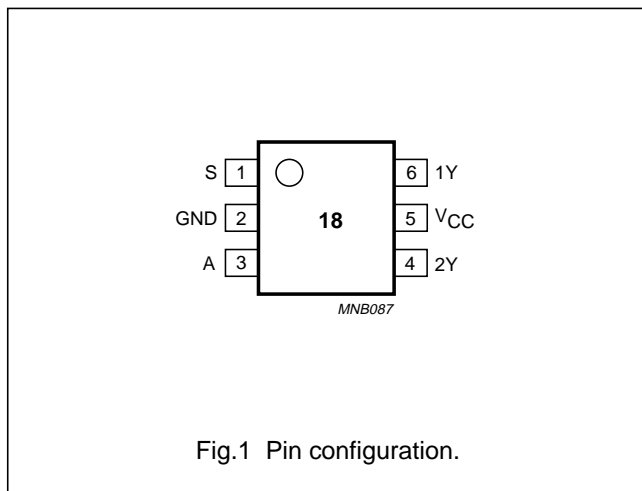 S 1 6 1Y
GND 2 18 5 VCC
A 3 4 2Y
MNB087
Fig.1 Pin configuration.